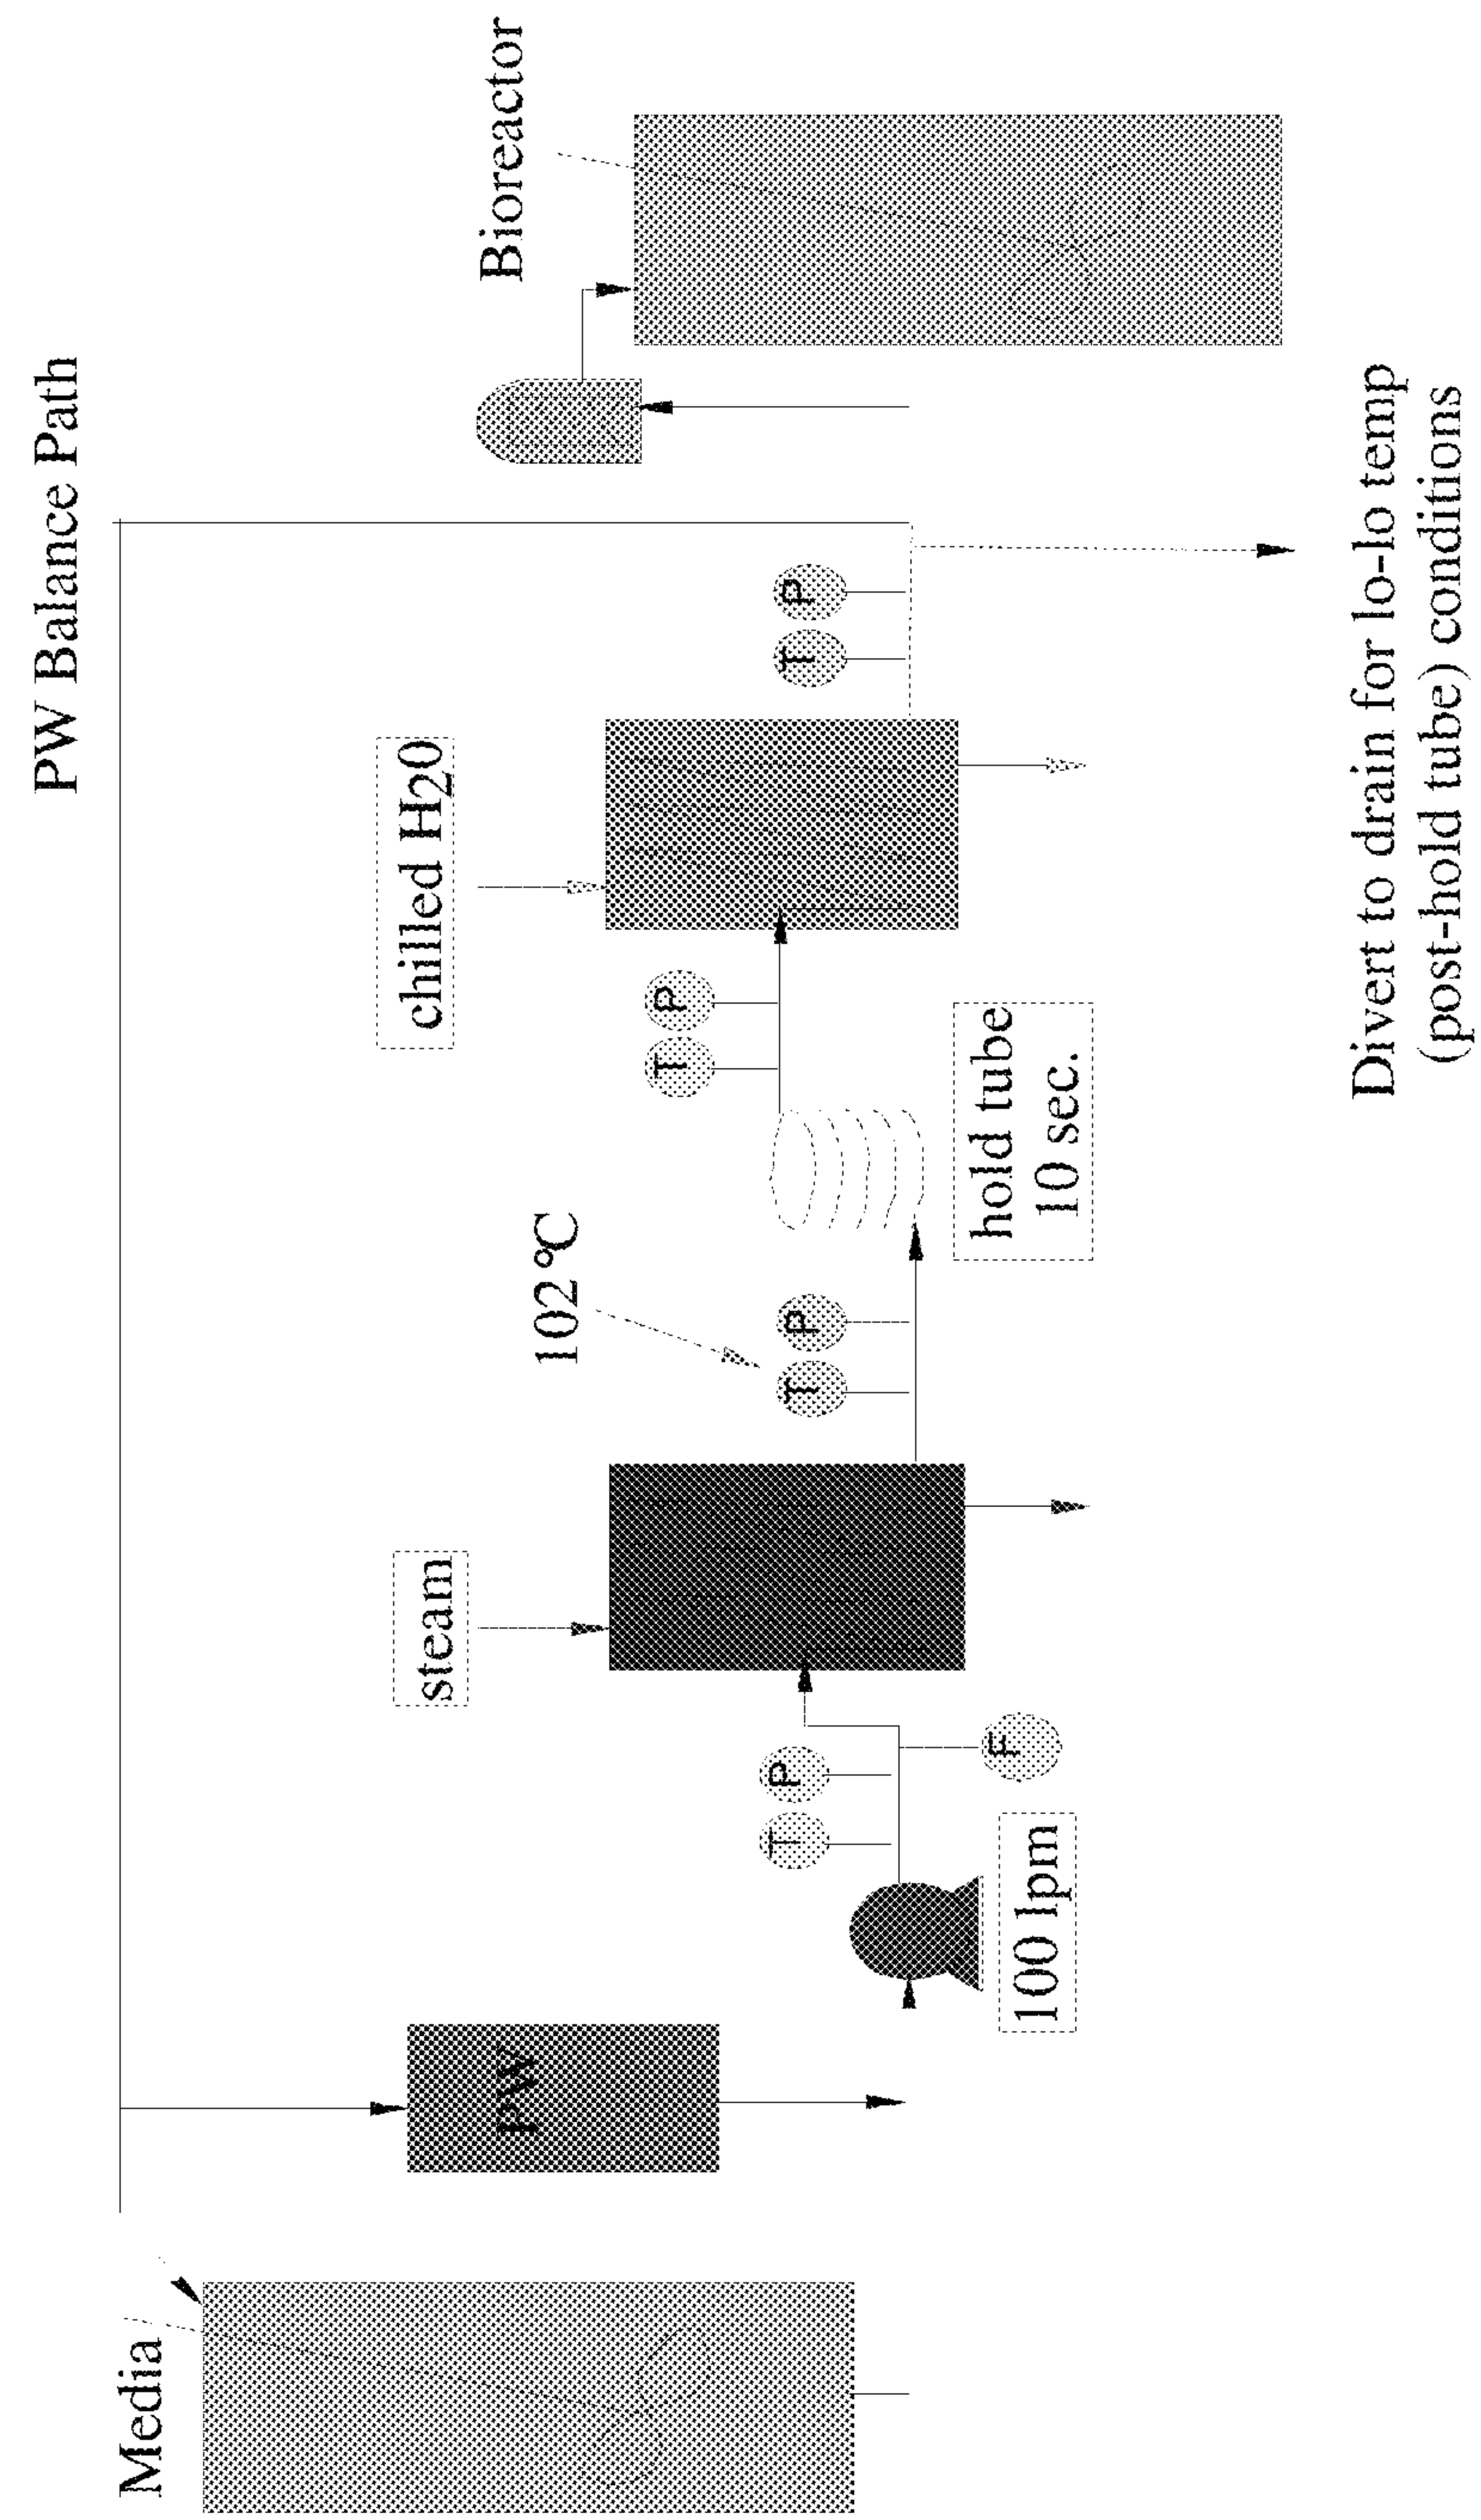 PW Balance Path
Media
PW
steam
chilled H20
Bioreactor
102°C
T
P
T
P
T
P
T
P
F
100 lpm
hold tube
10 sec.
Divert to drain for lo-lo temp
(post-hold tube) conditions